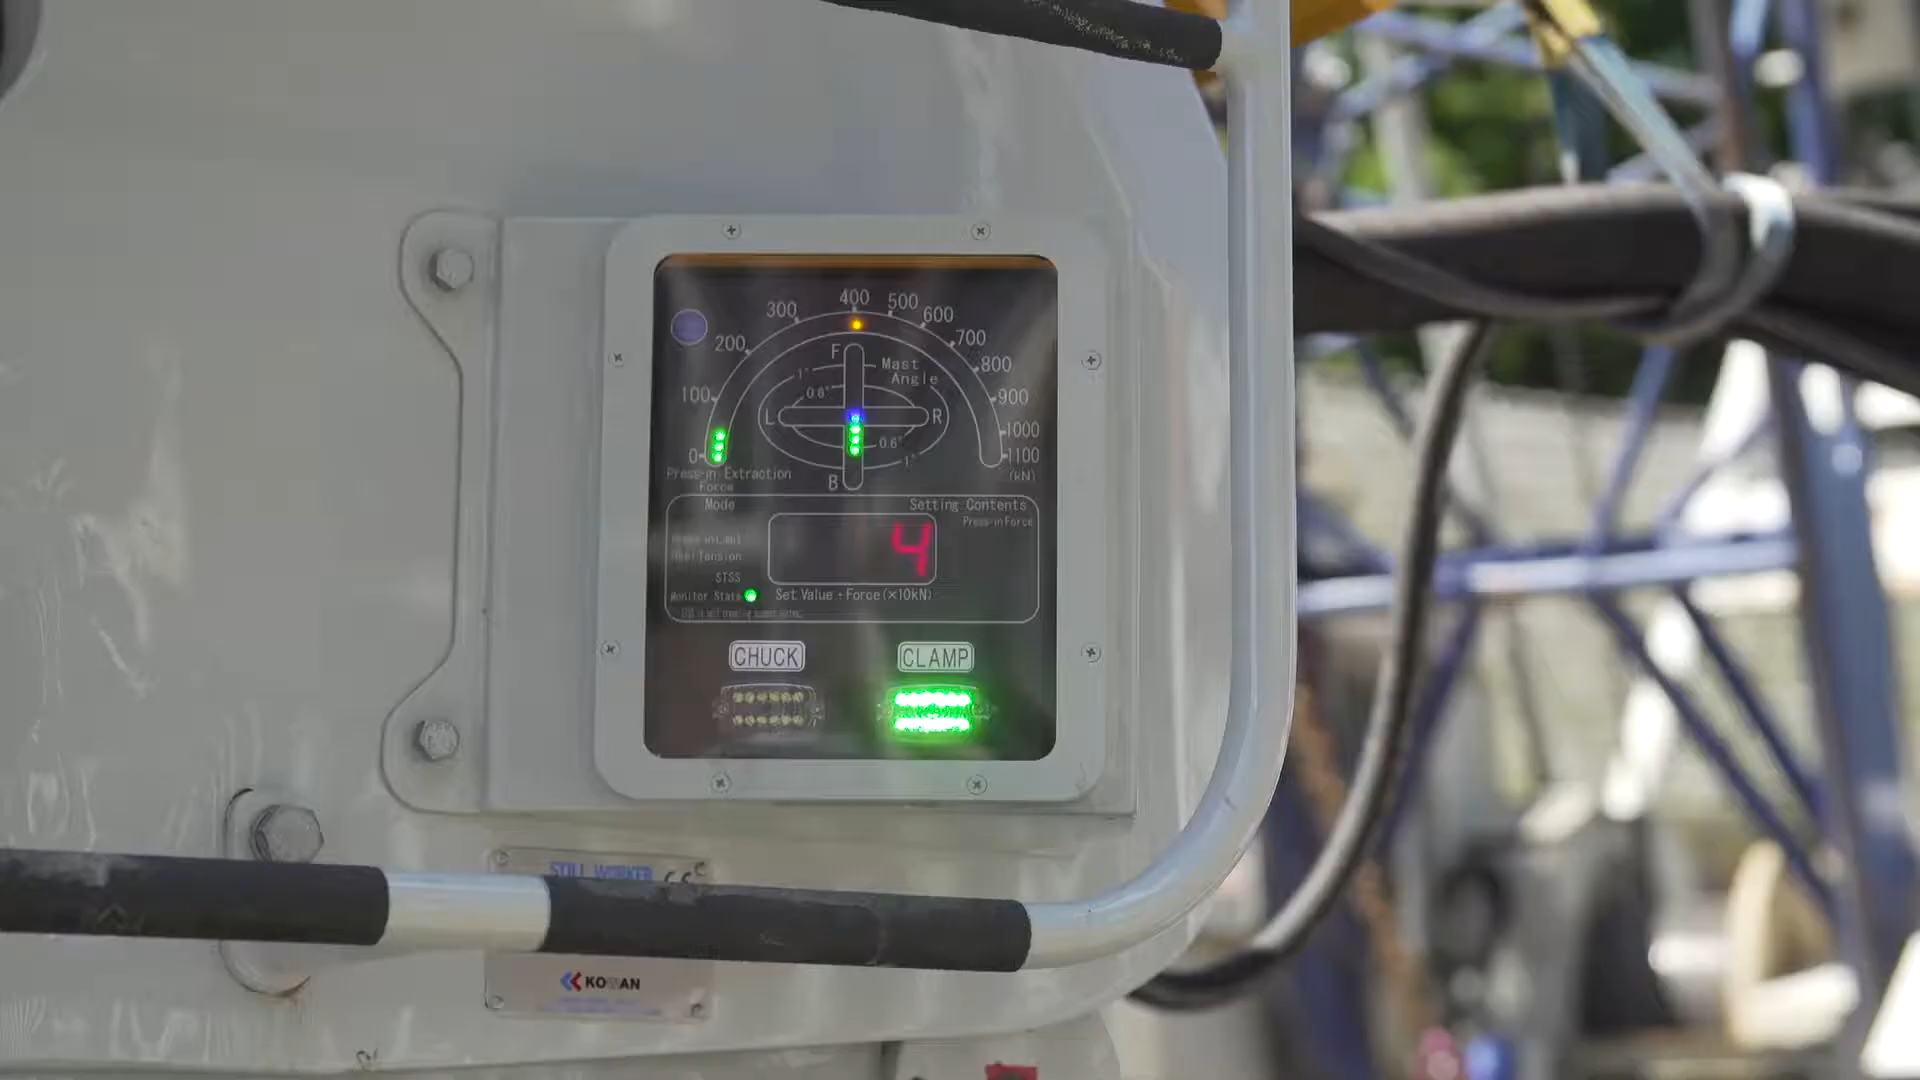 400
300 500
600
200 700
F
Mast
Angle
800
1°
0.6°
100 900
L R
1000
0.6°
1°
0 1100
(kN)
Press-in Extraction
Force
B
Mode Setting Contents
Press-in Force
4
STSS
Monitor State
Set Value・Force(×10kN)
CHUCK CLAMP
STILL WORKER
KOWAN